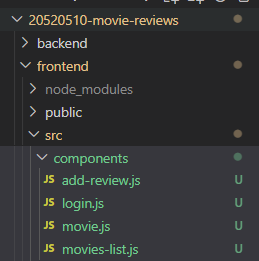 20520510-movie-reviews
backend
frontend
node_modules
public
src
components
JS add-review.js U
JS login.js U
JS movie.js U
JS movies-list.js U